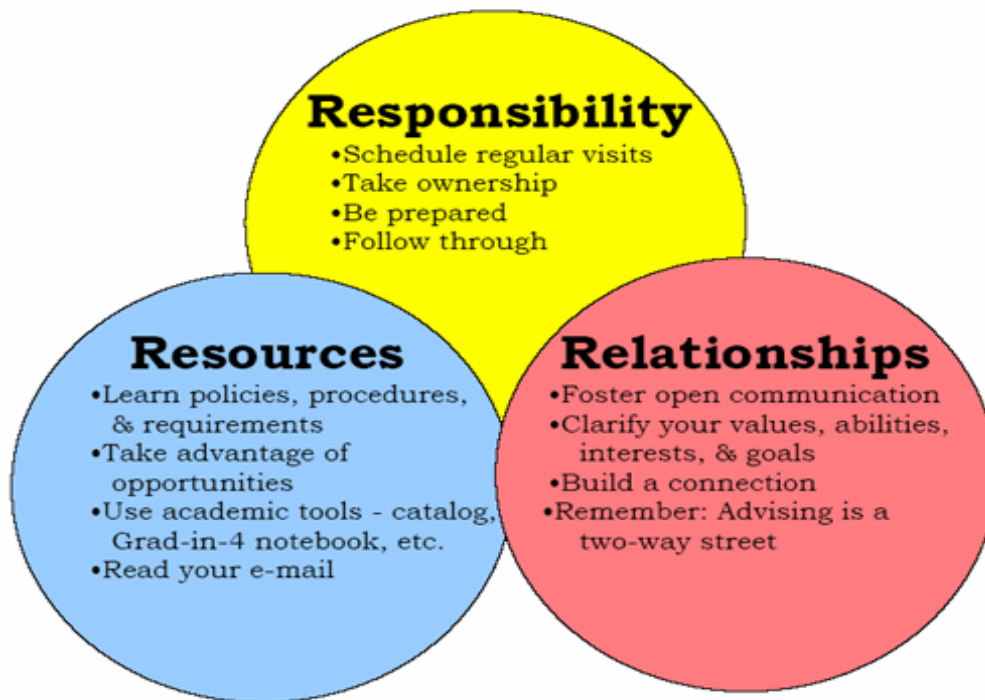 Responsibility
•Schedule regular visits
•Take ownership
•Be prepared
•Follow through
Resources
•Learn policies, procedures,
& requirements
•Take advantage of
opportunities
•Use academic tools - catalog,
Grad-in-4 notebook, etc.
•Read your e-mail
Relationships
•Foster open communication
•Clarify your values, abilities,
interests, & goals
•Build a connection
•Remember: Advising is a
two-way street